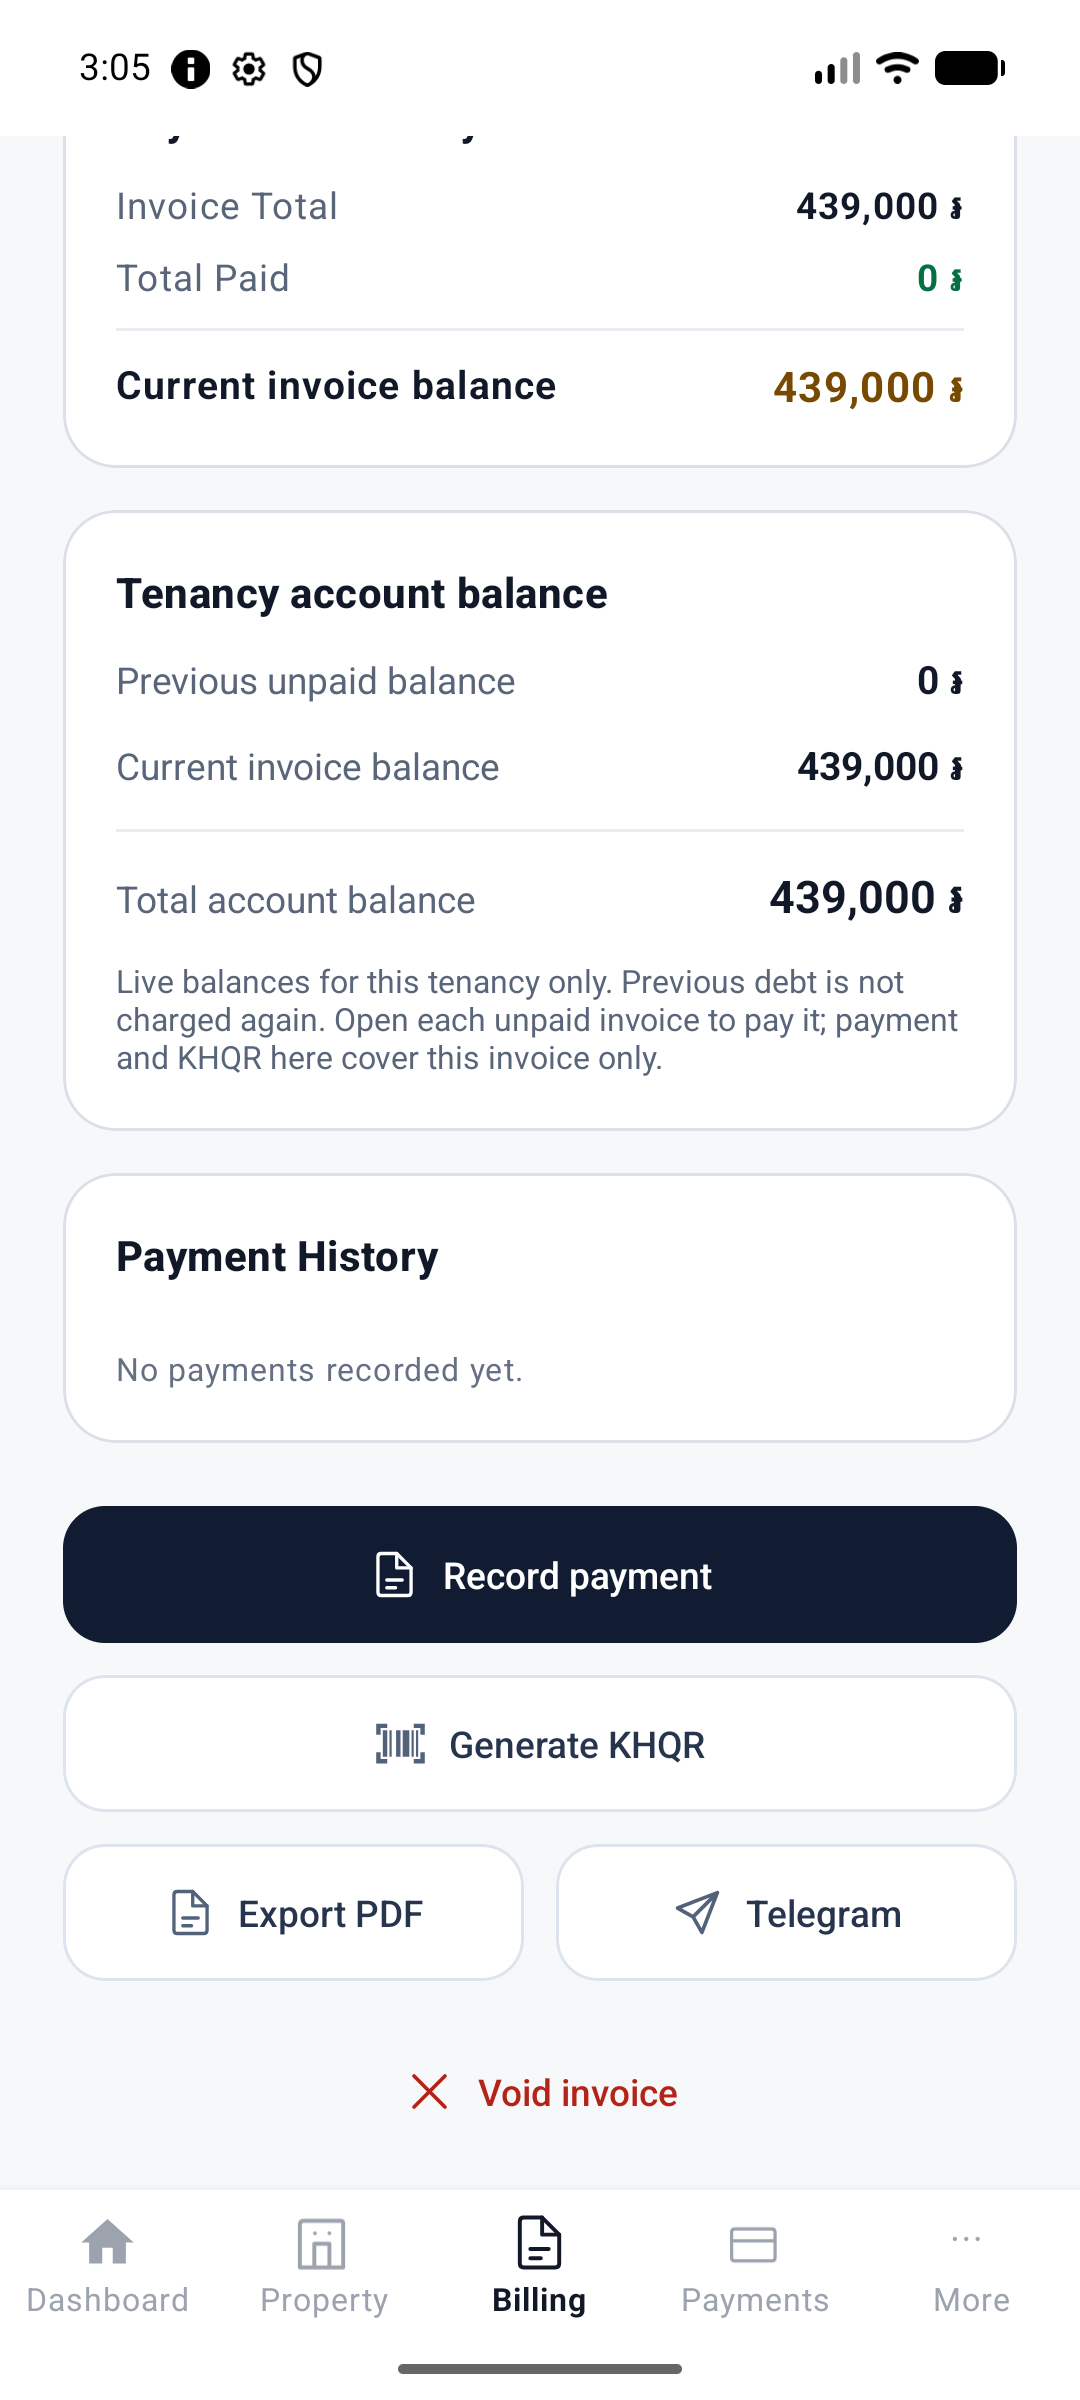 3:05
Invoice Total
439,000 ៛
Total Paid
0 ៛
Current invoice balance
439,000 ៛
Tenancy account balance
Previous unpaid balance
0 ៛
Current invoice balance
439,000 ៛
Total account balance
439,000 ៛
Live balances for this tenancy only. Previous debt is not
charged again. Open each unpaid invoice to pay it; payment
and KHQR here cover this invoice only.
Payment History
No payments recorded yet.
Record payment
Generate KHQR
Export PDF
Telegram
Void invoice
Dashboard
Property
Billing
Payments
More